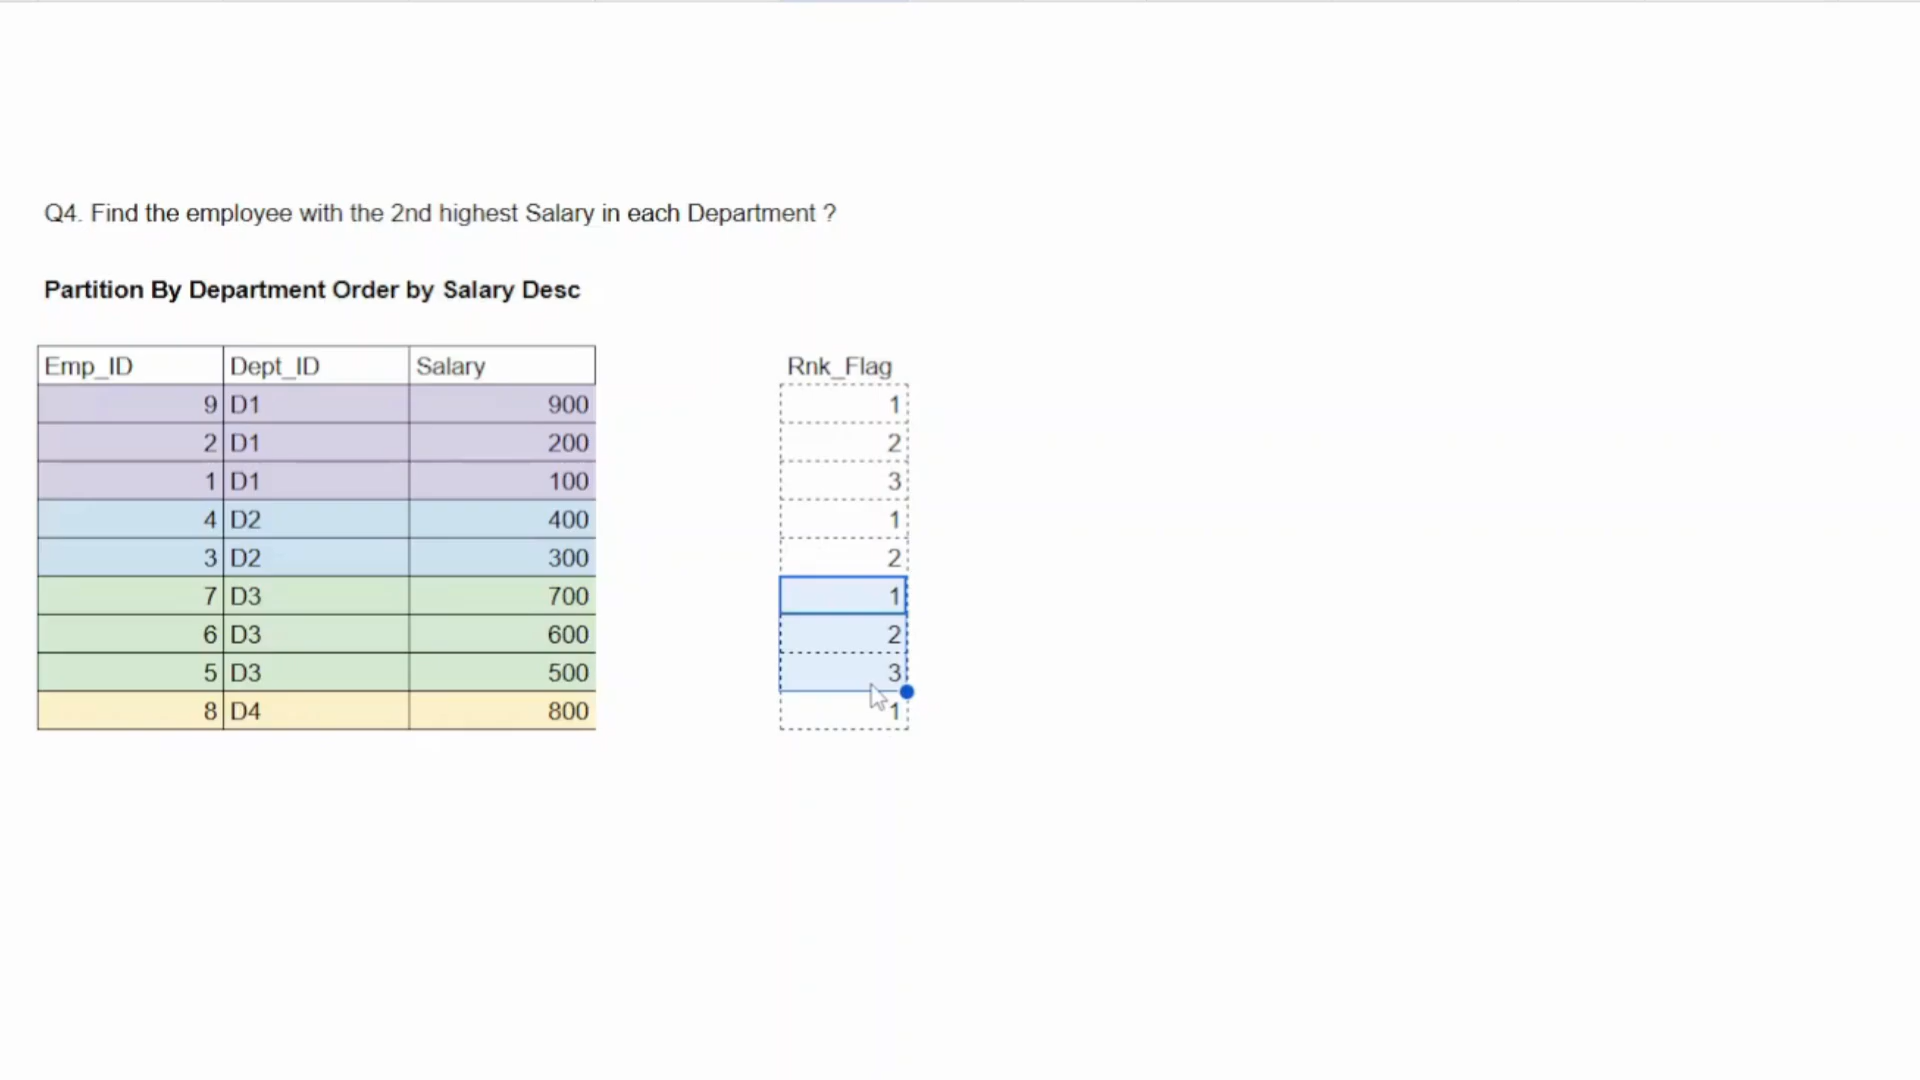 Q4. Find the employee with the 2nd highest Salary in each Department ?
Partition By Department Order by Salary Desc
Emp_ID Dept_ID Salary Rnk_Flag
9 D1 900 1
2 D1 200 2
1 D1 100 3
4 D2 400 1
3 D2 300 2
7 D3 700 1
6 D3 600 2
5 D3 500 3
8 D4 800 1